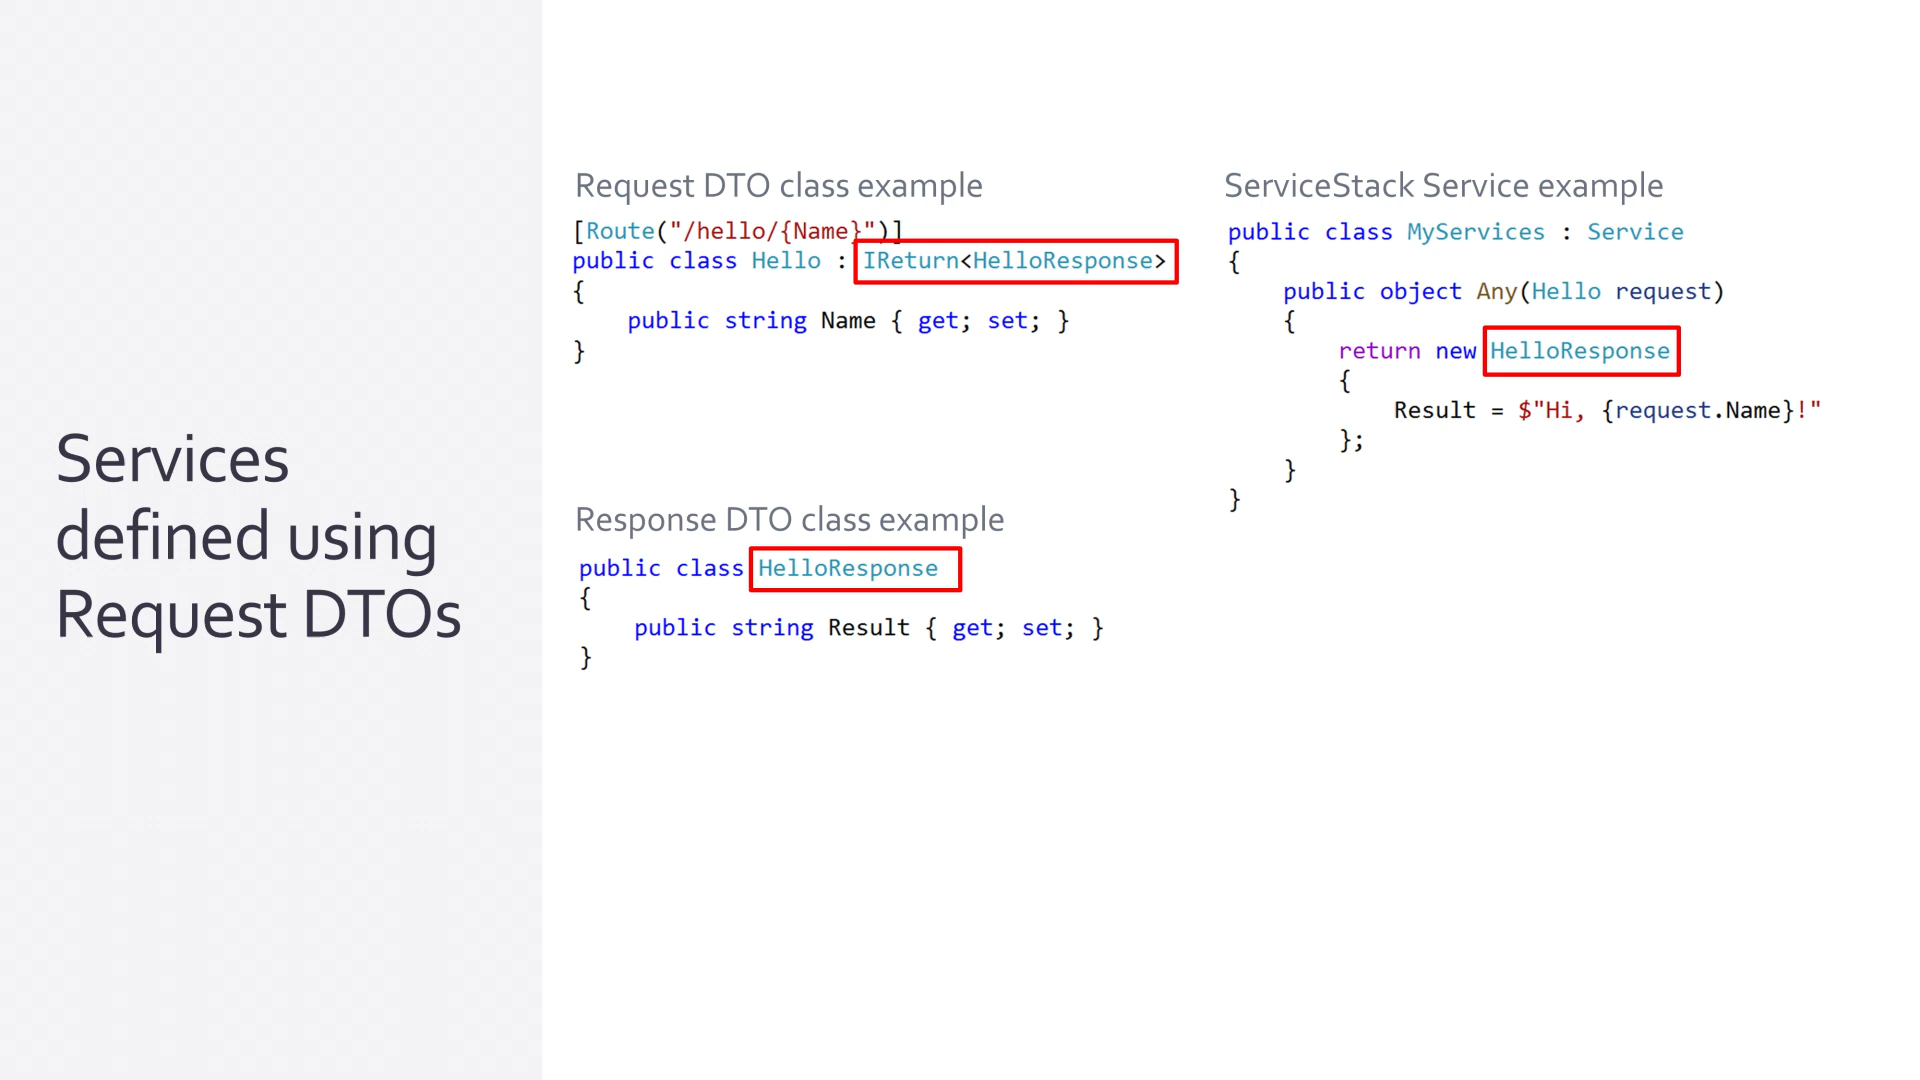 Services
defined using
Request DTOs
Request DTO class example
[Route("/hello/{Name}")]
public class Hello : IReturn<HelloResponse>
{
    public string Name { get; set; }
}
Response DTO class example
public class HelloResponse
{
    public string Result { get; set; }
}
ServiceStack Service example
public class MyServices : Service
{
    public object Any(Hello request)
    {
        return new HelloResponse
        {
            Result = $"Hi, {request.Name}!"
        };
    }
}